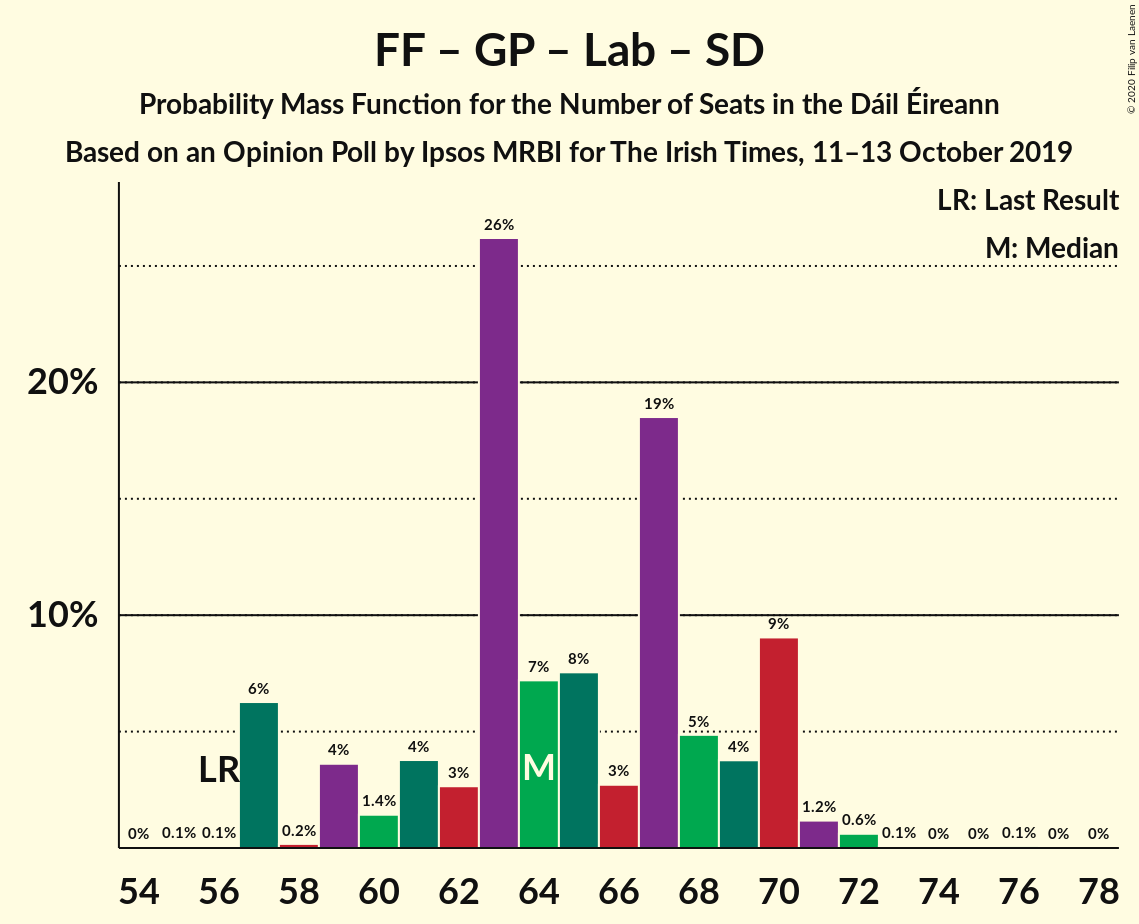 FF – GP – Lab – SD
Probability Mass Function for the Number of Seats in the Dáil Éireann
Based on an Opinion Poll by Ipsos MRBI for The Irish Times, 11–13 October 2019
© 2020 Filip van Laenen
LR: Last Result
M: Median
20%
10%
0% 0.1% 0.1% 6% 0.2% 4% 1.4% 4% 3% 26% 7% 8% 3% 19% 5% 4% 9% 1.2% 0.6% 0.1% 0% 0% 0.1% 0% 0%
LR M
54 56 58 60 62 64 66 68 70 72 74 76 78